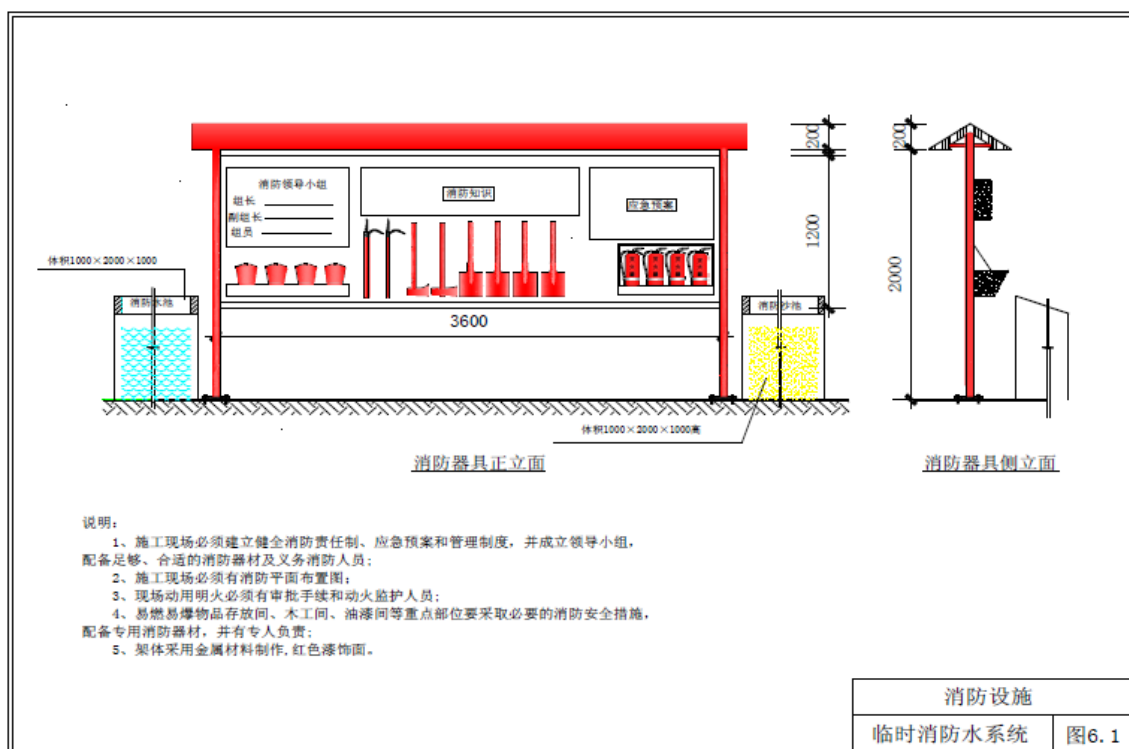 消防领导小组
组长
副组长
组员
消防知识
应急预案
200
1200
200
2000
体积1000×2000×1000
消防水池
消防沙池
3600
体积1000×2000×1000高
消防器具正立面
消防器具侧立面
说明:
1、施工现场必须建立健全消防责任制、应急预案和管理制度, 并成立领导小组,
配备足够、合适的消防器材及义务消防人员;
2、施工现场必须有消防平面布置图;
3、现场动用明火必须有审批手续和动火监护人员;
4、易燃易爆物品存放间、木工间、油漆间等重点部位要采取必要的消防安全措施,
配备专用消防器材, 并有专人负责;
5、架体采用金属材料制作, 红色漆饰面。
消防设施
临时消防水系统 图6.1